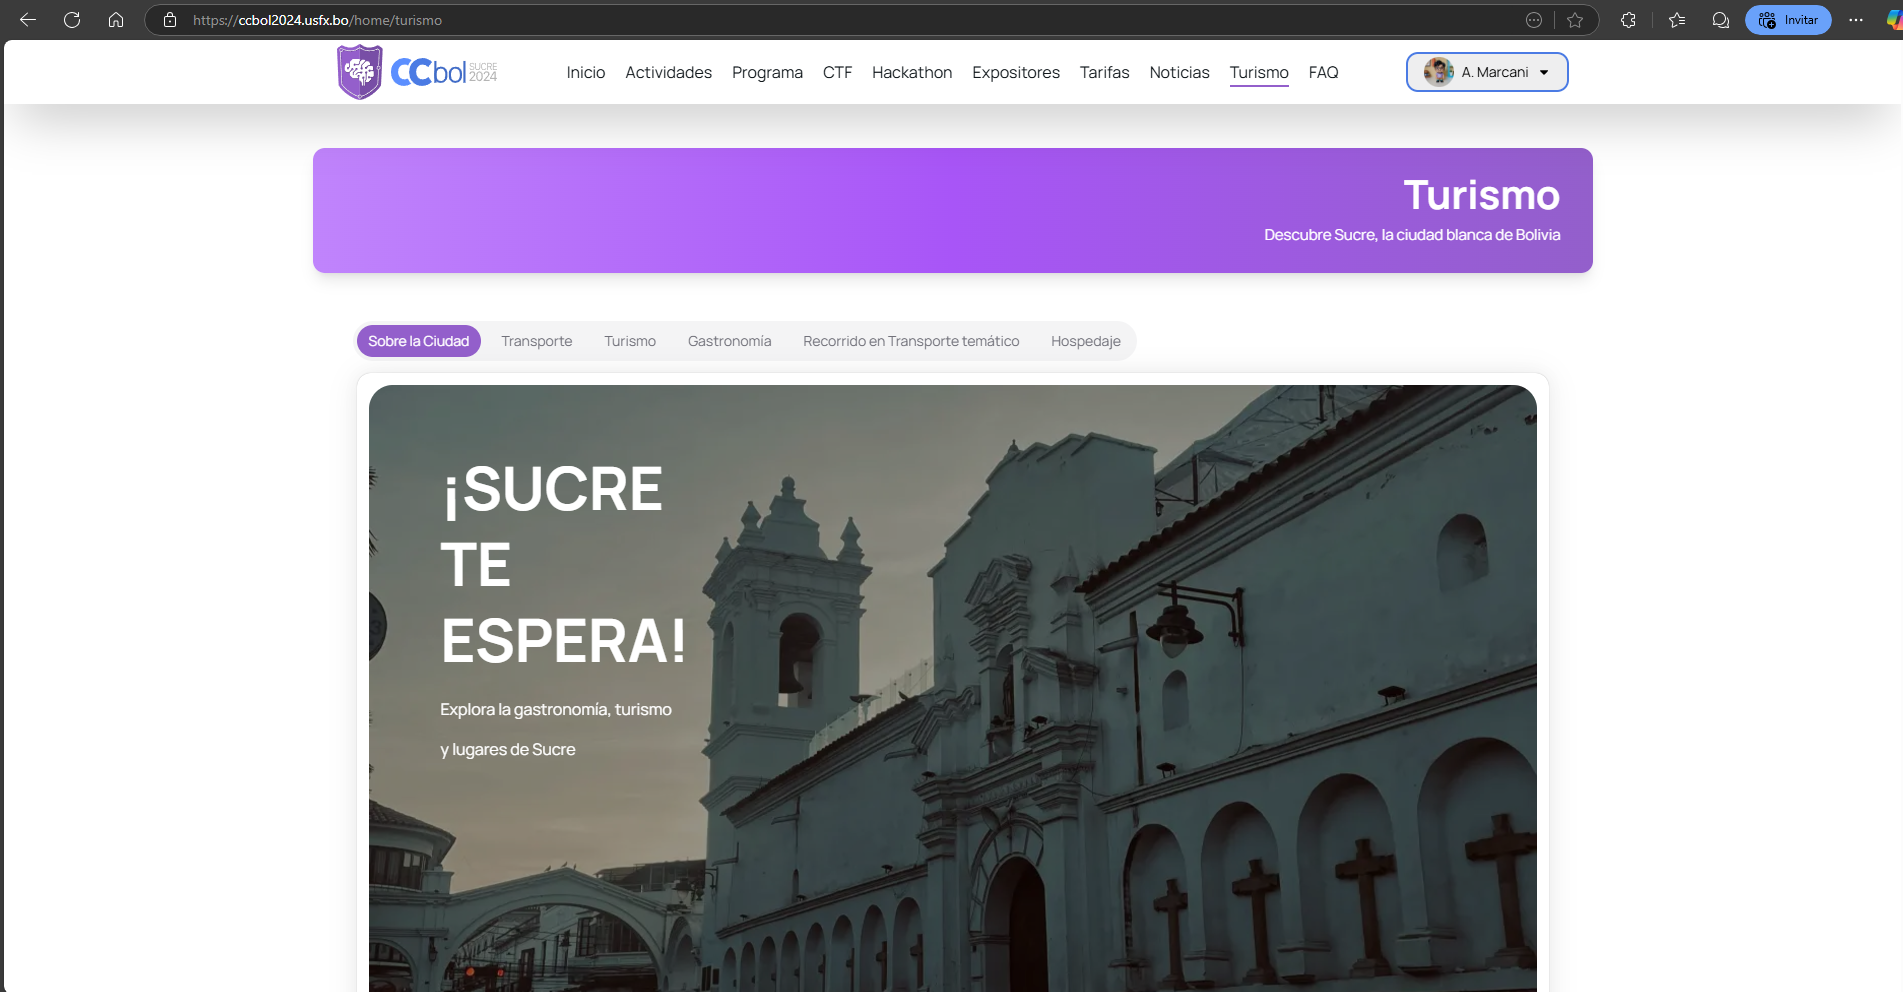 https://ccbol2024.usfx.bo/home/turismo
Invitar
CCbol SUCRE 2024
Inicio Actividades Programa CTF Hackathon Expositores Tarifas Noticias Turismo FAQ
A. Marcani
Turismo
Descubre Sucre, la ciudad blanca de Bolivia
Sobre la Ciudad Transporte Turismo Gastronomía Recorrido en Transporte temático Hospedaje
¡SUCRE
TE
ESPERA!
Explora la gastronomía, turismo
y lugares de Sucre